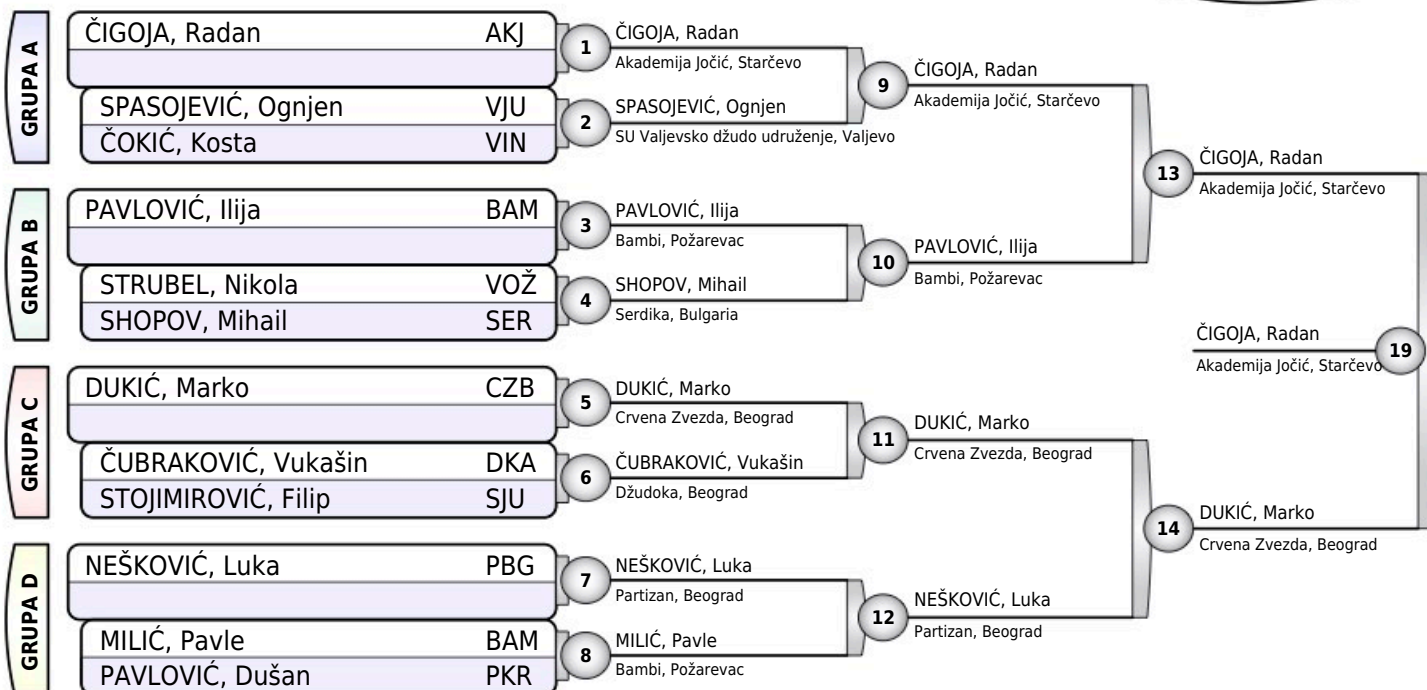 GRUPA A
ČIGOJA, Radan AKJ
SPASOJEVIĆ, Ognjen VJU
ČOKIĆ, Kosta VIN
1
2
ČIGOJA, Radan
Akademija Jočić, Starčevo
SPASOJEVIĆ, Ognjen
SU Valjevsko džudo udruženje, Valjevo
9
ČIGOJA, Radan
Akademija Jočić, Starčevo
GRUPA B
PAVLOVIĆ, Ilija BAM
STRUBEL, Nikola VOŽ
SHOPOV, Mihail SER
3
4
PAVLOVIĆ, Ilija
Bambi, Požarevac
SHOPOV, Mihail
Serdika, Bulgaria
10
PAVLOVIĆ, Ilija
Bambi, Požarevac
13
ČIGOJA, Radan
Akademija Jočić, Starčevo
GRUPA C
DUKIĆ, Marko CZB
ČUBRAKOVIĆ, Vukašin DKA
STOJIMIROVIĆ, Filip SJU
5
6
DUKIĆ, Marko
Crvena Zvezda, Beograd
ČUBRAKOVIĆ, Vukašin
Džudoka, Beograd
11
DUKIĆ, Marko
Crvena Zvezda, Beograd
GRUPA D
NEŠKOVIĆ, Luka PBG
MILIĆ, Pavle BAM
PAVLOVIĆ, Dušan PKR
7
8
NEŠKOVIĆ, Luka
Partizan, Beograd
MILIĆ, Pavle
Bambi, Požarevac
12
NEŠKOVIĆ, Luka
Partizan, Beograd
14
DUKIĆ, Marko
Crvena Zvezda, Beograd
ČIGOJA, Radan
Akademija Jočić, Starčevo
19